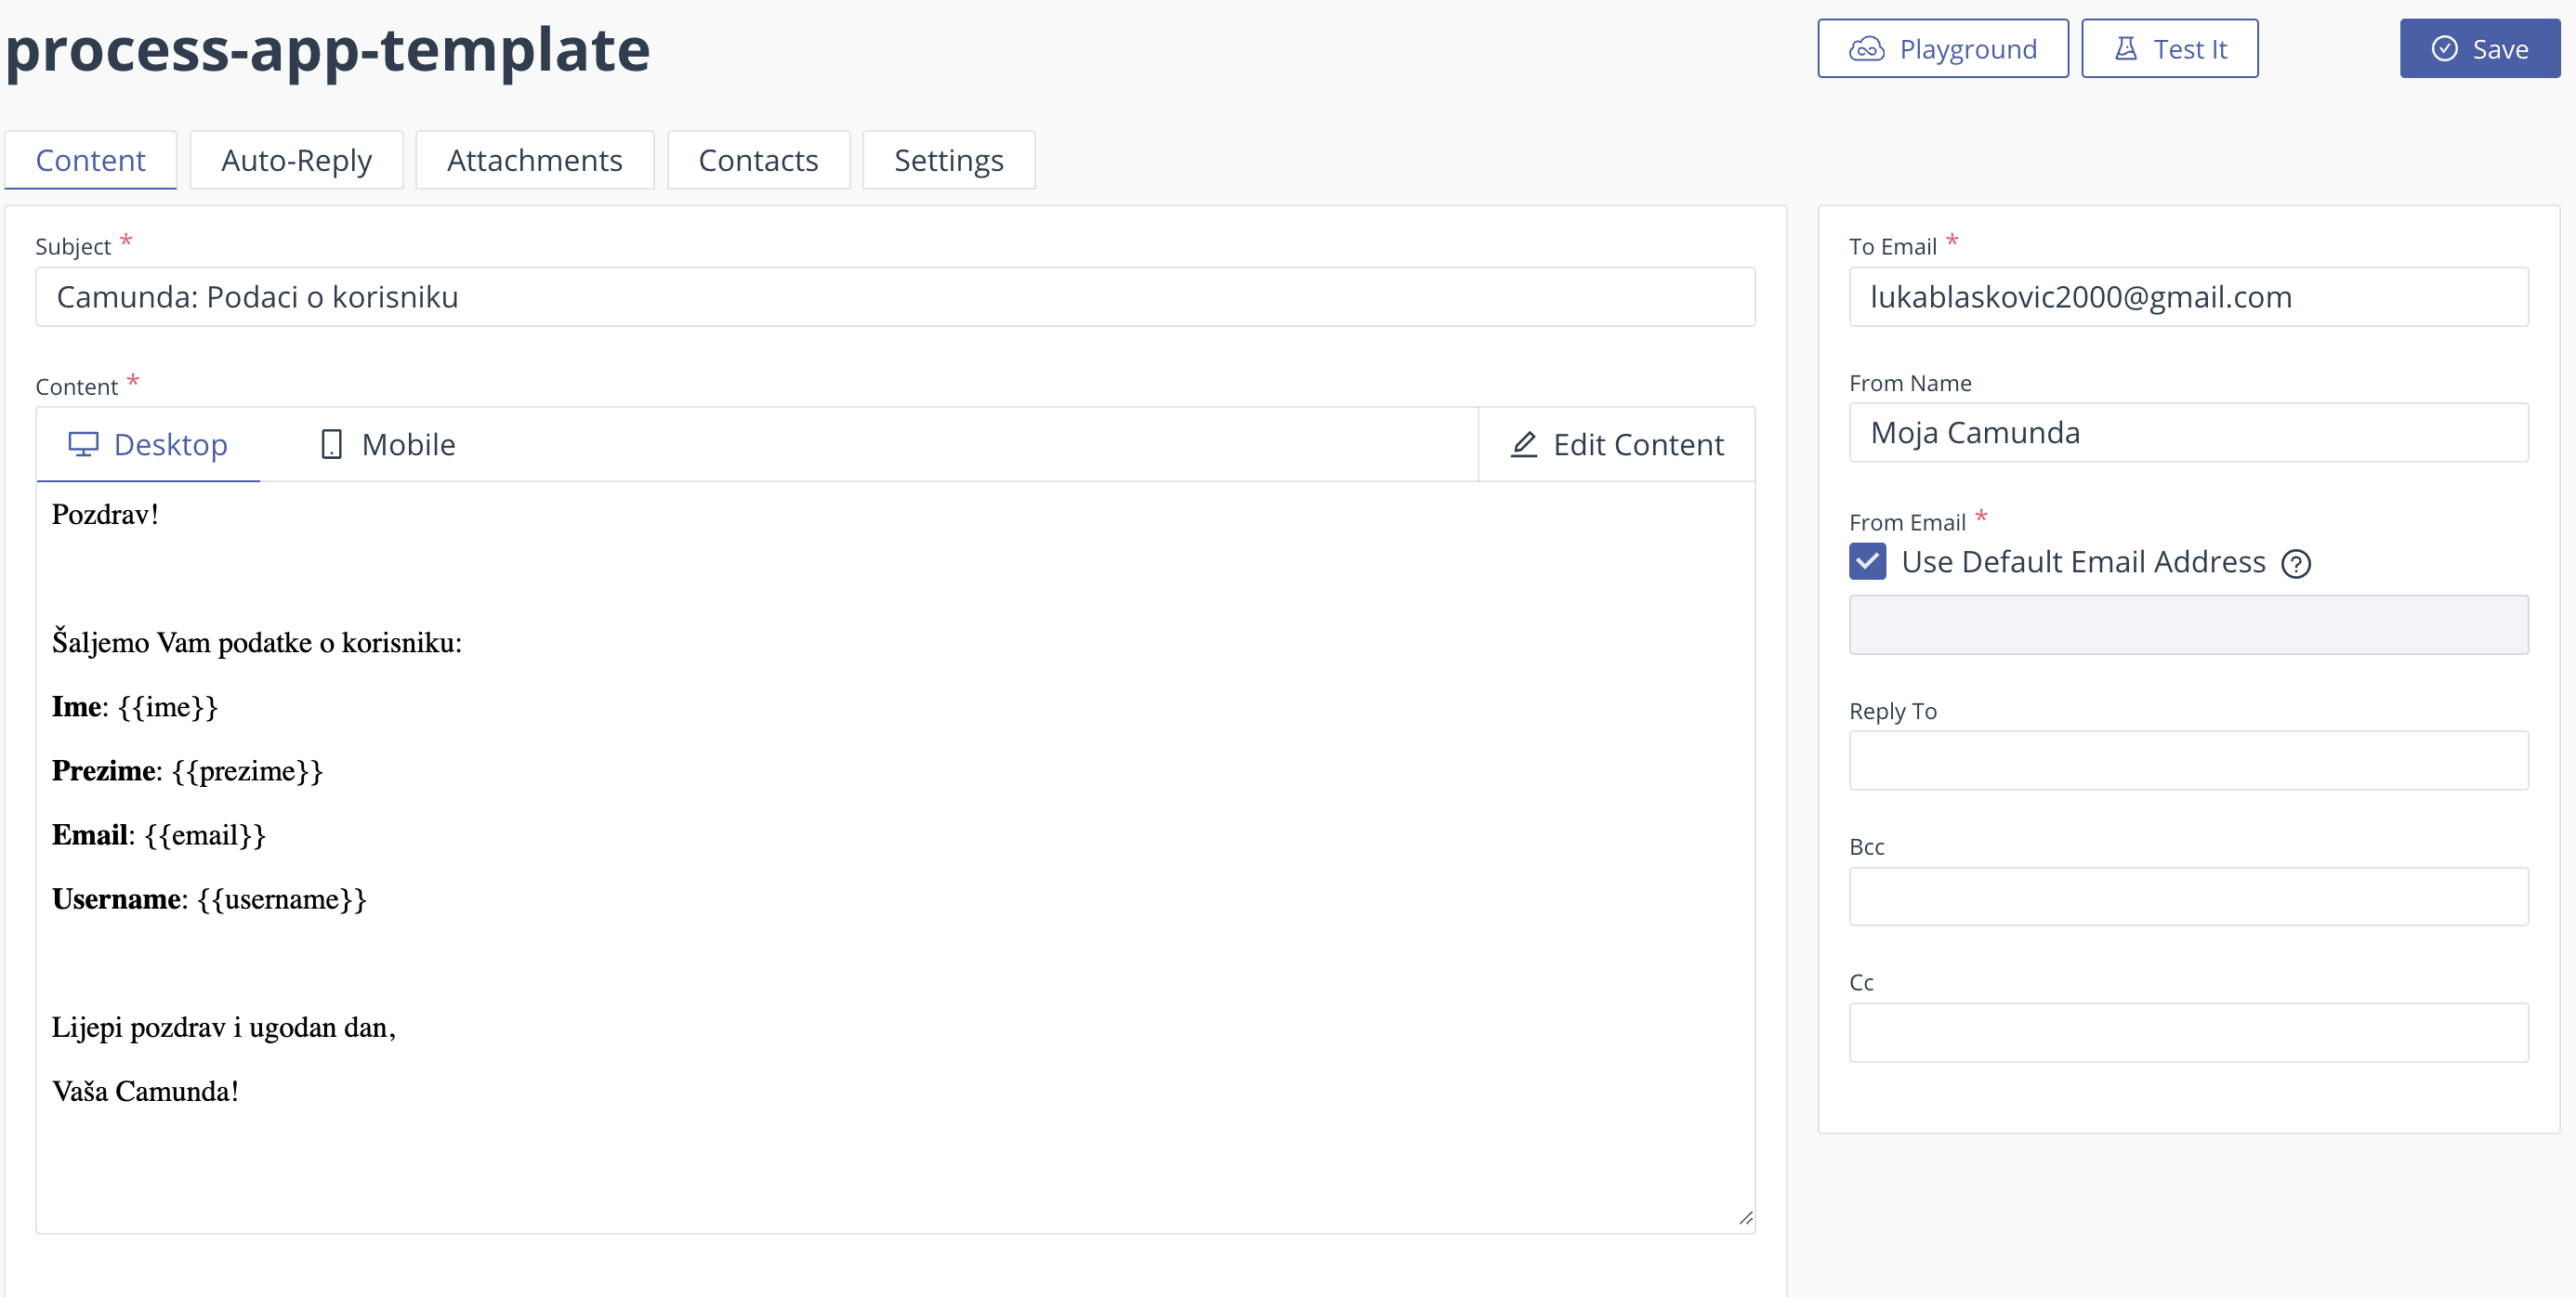 process-app-template
Playground
Test It
Save
Content
Auto-Reply
Attachments
Contacts
Settings
Subject *
Camunda: Podaci o korisniku
Content *
Desktop
Mobile
Edit Content
Pozdrav!
Šaljemo Vam podatke o korisniku:
Ime: {{ime}}
Prezime: {{prezime}}
Email: {{email}}
Username: {{username}}
Lijepi pozdrav i ugodan dan,
Vaša Camunda!
To Email *
lukablaskovic2000@gmail.com
From Name
Moja Camunda
From Email *
Use Default Email Address ?
Reply To
Bcc
Cc